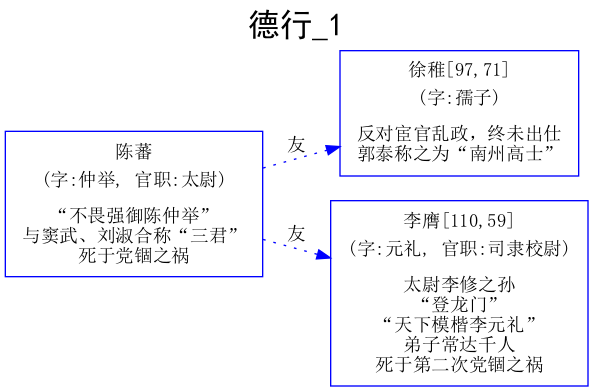 德行_1
陈蕃
(字:仲举, 官职:太尉)
“不畏强御陈仲举”
与窦武、刘淑合称“三君”
死于党锢之祸
友
友
徐稚[97,71]
(字:孺子)
反对宦官乱政，终未出仕
郭泰称之为“南州高士”
李膺[110,59]
(字:元礼, 官职:司隶校尉)
太尉李修之孙
“登龙门”
“天下模楷李元礼”
弟子常达千人
死于第二次党锢之祸